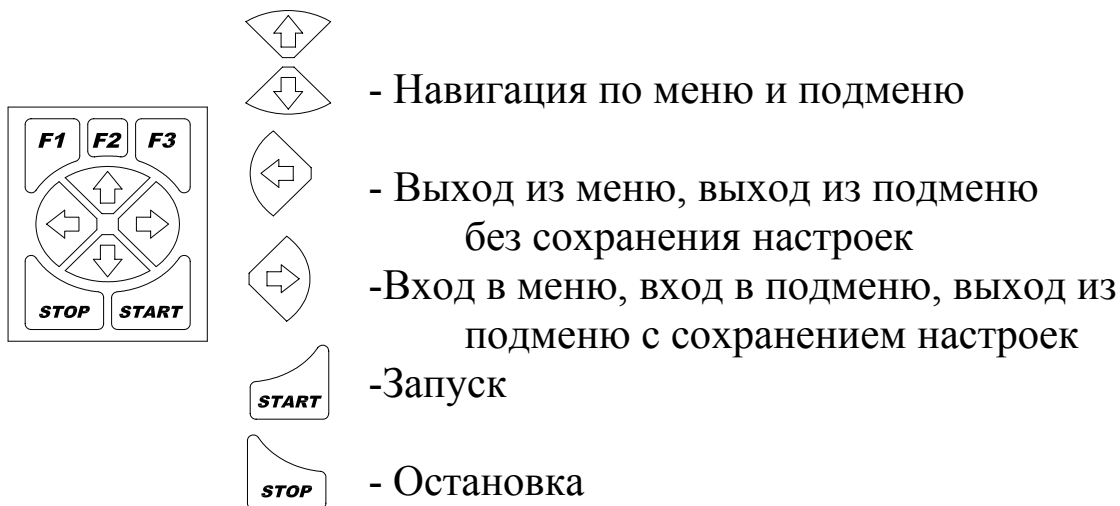 - Навигация по меню и подменю
F1 F2 F3
- Выход из меню, выход из подменю
без сохранения настроек
-Вход в меню, вход в подменю, выход из
STOP START
подменю с сохранением настроек
START
-Запуск
STOP
- Остановка